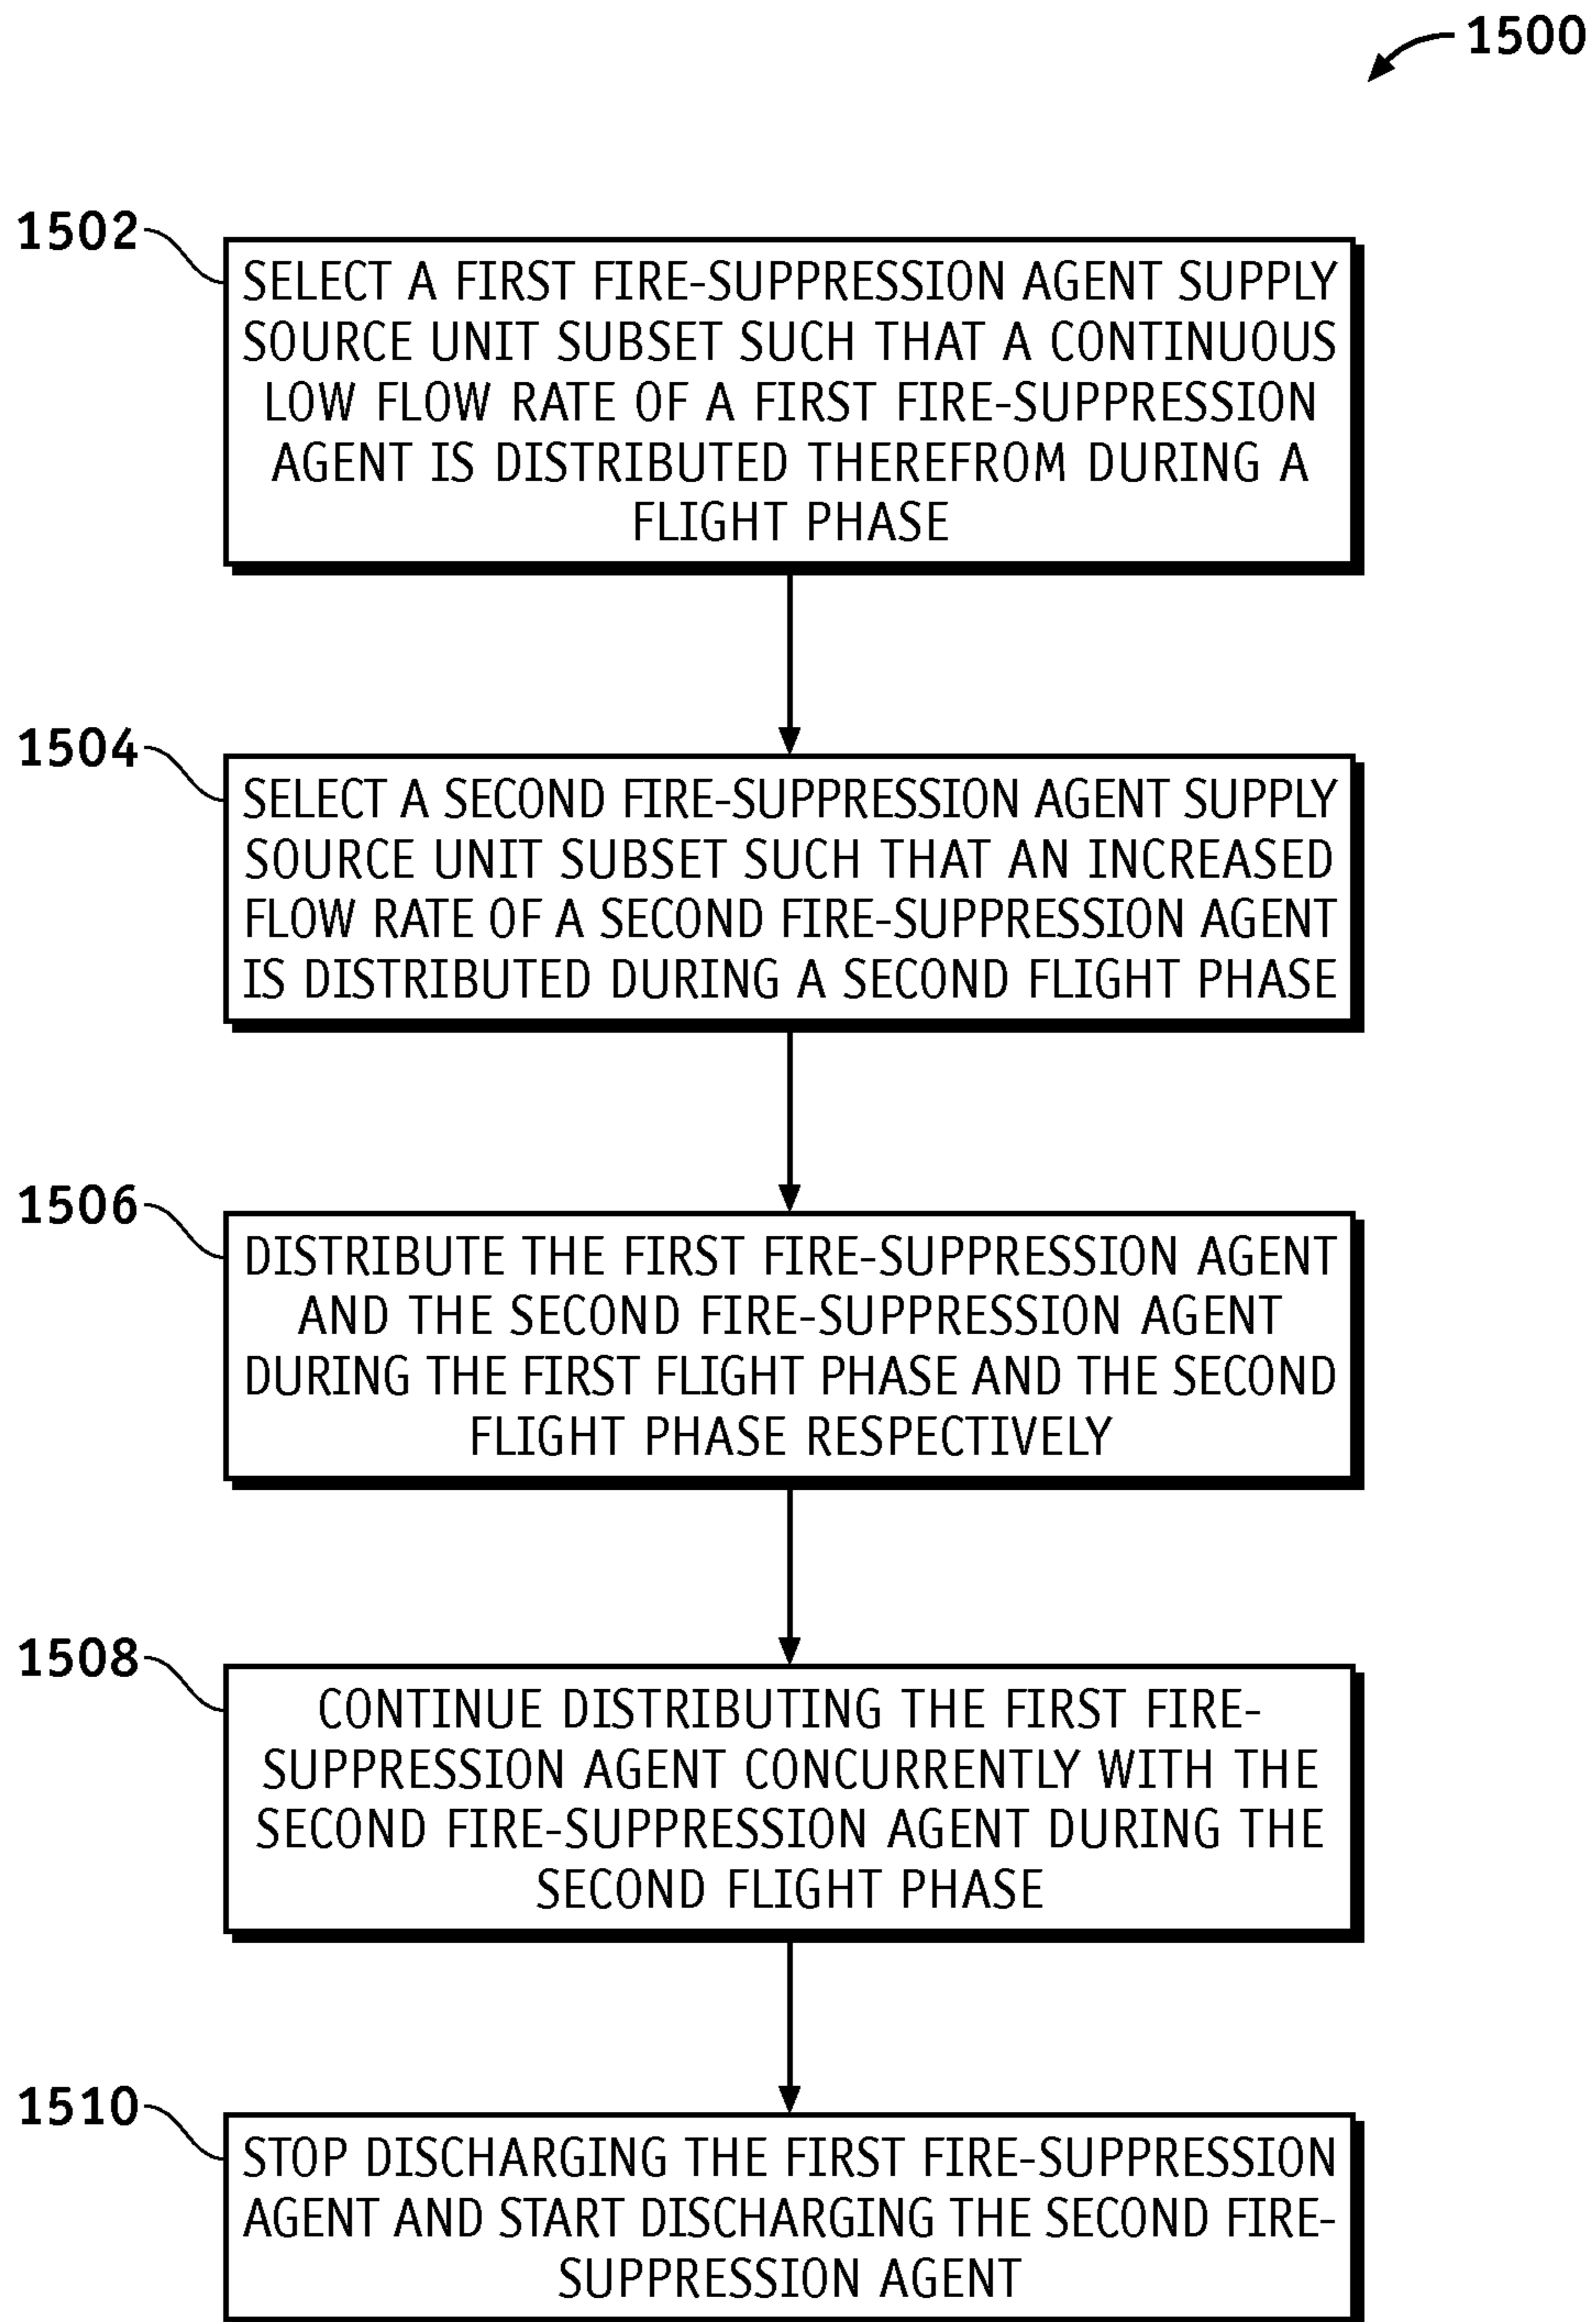 1500
1502
SELECT A FIRST FIRE-SUPPRESSION AGENT SUPPLY
SOURCE UNIT SUBSET SUCH THAT A CONTINUOUS
LOW FLOW RATE OF A FIRST FIRE-SUPPRESSION
AGENT IS DISTRIBUTED THEREFROM DURING A
FLIGHT PHASE
1504
SELECT A SECOND FIRE-SUPPRESSION AGENT SUPPLY
SOURCE UNIT SUBSET SUCH THAT AN INCREASED
FLOW RATE OF A SECOND FIRE-SUPPRESSION AGENT
IS DISTRIBUTED DURING A SECOND FLIGHT PHASE
1506
DISTRIBUTE THE FIRST FIRE-SUPPRESSION AGENT
AND THE SECOND FIRE-SUPPRESSION AGENT
DURING THE FIRST FLIGHT PHASE AND THE SECOND
FLIGHT PHASE RESPECTIVELY
1508
CONTINUE DISTRIBUTING THE FIRST FIRE-
SUPPRESSION AGENT CONCURRENTLY WITH THE
SECOND FIRE-SUPPRESSION AGENT DURING THE
SECOND FLIGHT PHASE
1510
STOP DISCHARGING THE FIRST FIRE-SUPPRESSION
AGENT AND START DISCHARGING THE SECOND FIRE-
SUPPRESSION AGENT